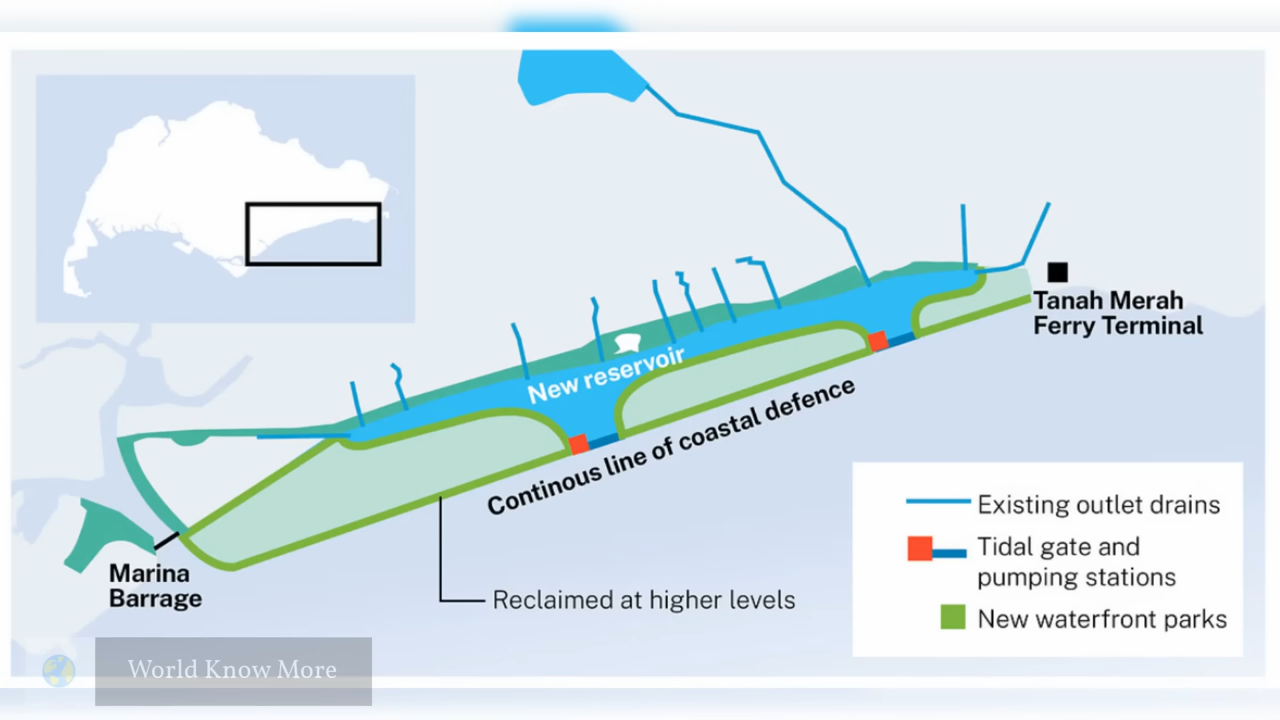 New reservoir
Continous line of coastal defence
Tanah Merah
Ferry Terminal
Marina
Barrage
Reclaimed at higher levels
Existing outlet drains
Tidal gate and
pumping stations
New waterfront parks
World Know More